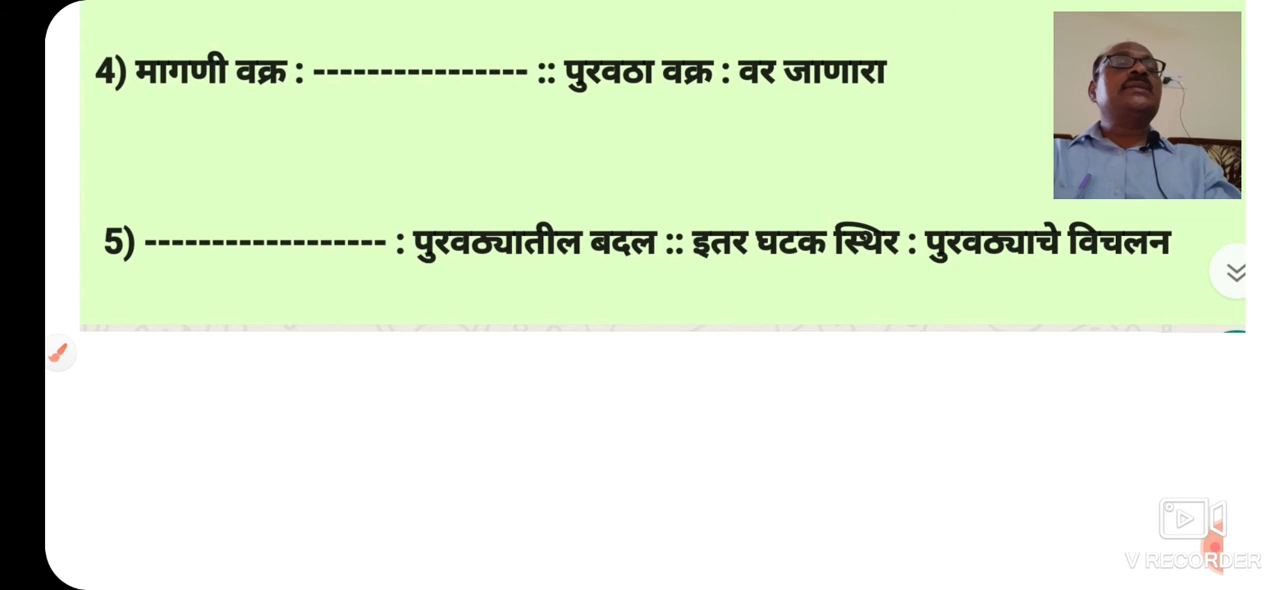 4) मागणी वक्र : ---------------- :: पुरवठा वक्र : वर जाणारा
5) ------------------ : पुरवठ्यातील बदल :: इतर घटक स्थिर : पुरवठ्याचे विचलन
V RECORDER